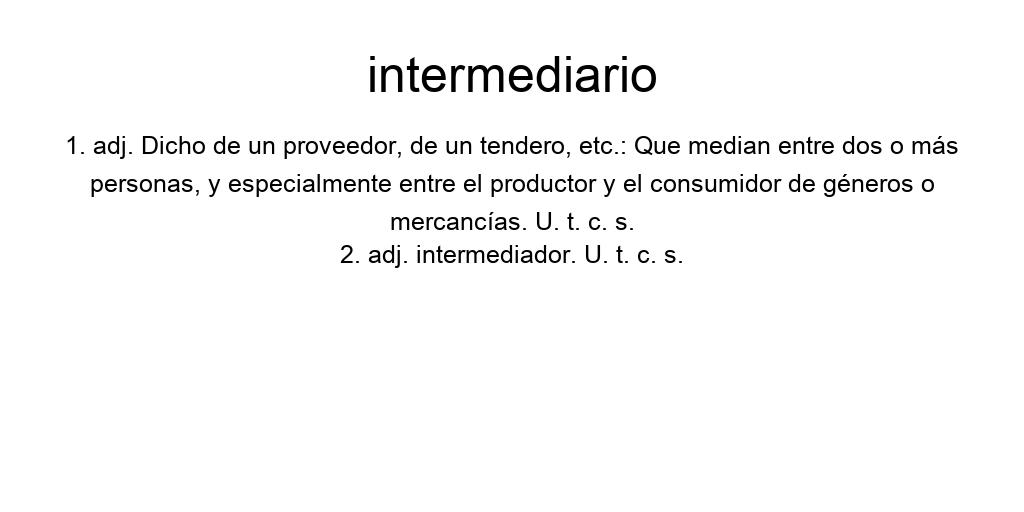 intermediario
1. adj. Dicho de un proveedor, de un tendero, etc.: Que median entre dos o más
personas, y especialmente entre el productor y el consumidor de géneros o
mercancías. U. t. c. s.
2. adj. intermediador. U. t. c. s.